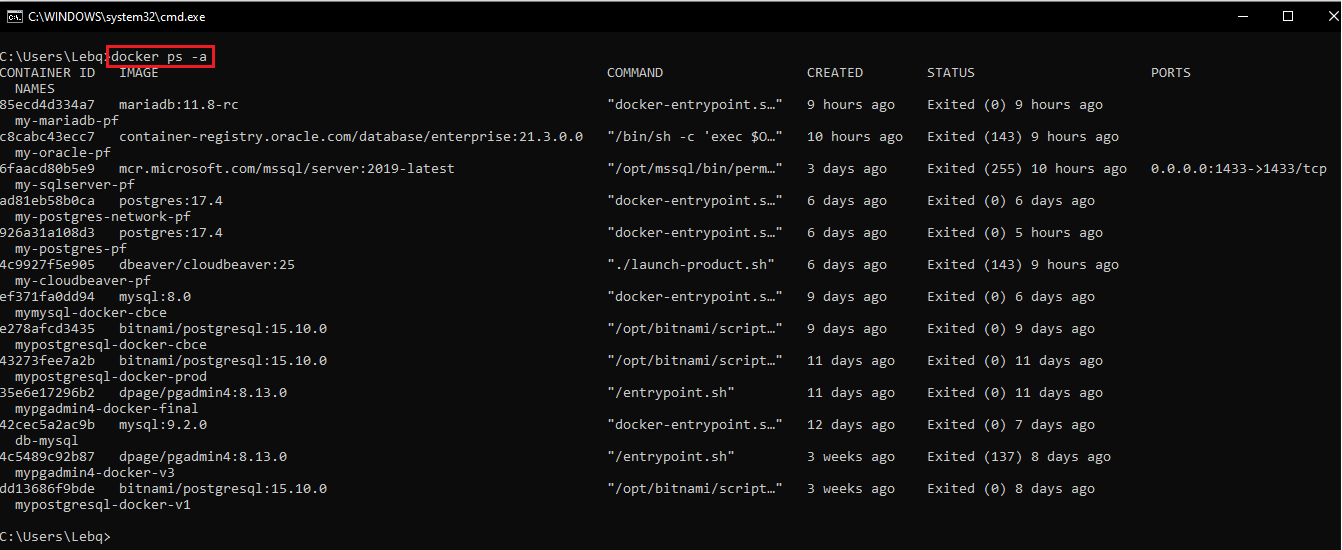 C:\WINDOWS\system32\cmd.exe
C:\Users\Lebq>docker ps -a
CONTAINER ID   IMAGE                                                         COMMAND                  CREATED        STATUS                      PORTS
  NAMES
85ecd4d334a7   mariadb:11.8-rc                                               "docker-entrypoint.s…"   9 hours ago    Exited (0) 9 hours ago
  my-mariadb-pf
c8cabc43ecc7   container-registry.oracle.com/database/enterprise:21.3.0.0   "/bin/sh -c 'exec $O…"   10 hours ago   Exited (143) 9 hours ago
  my-oracle-pf
6faacd80b5e9   mcr.microsoft.com/mssql/server:2019-latest                    "/opt/mssql/bin/perm…"   3 days ago     Exited (255) 10 hours ago   0.0.0.0:1433->1433/tcp
  my-sqlserver-pf
ad81eb58b0ca   postgres:17.4                                                 "docker-entrypoint.s…"   6 days ago     Exited (0) 6 days ago
  my-postgres-network-pf
926a31a108d3   postgres:17.4                                                 "docker-entrypoint.s…"   6 days ago     Exited (0) 5 hours ago
  my-postgres-pf
4c9927f5e905   dbeaver/cloudbeaver:25                                        "./launch-product.sh"    6 days ago     Exited (143) 9 hours ago
  my-cloudbeaver-pf
ef371fa0dd94   mysql:8.0                                                     "docker-entrypoint.s…"   9 days ago     Exited (0) 6 days ago
  mymysql-docker-cbce
e278afcd3435   bitnami/postgresql:15.10.0                                    "/opt/bitnami/script…"   9 days ago     Exited (0) 9 days ago
  mypostgresql-docker-cbce
43273fee7a2b   bitnami/postgresql:15.10.0                                    "/opt/bitnami/script…"   11 days ago    Exited (0) 11 days ago
  mypostgresql-docker-prod
35e6e17296b2   dpage/pgadmin4:8.13.0                                         "/entrypoint.sh"         11 days ago    Exited (0) 11 days ago
  mypgadmin4-docker-final
42cec5a2ac9b   mysql:9.2.0                                                   "docker-entrypoint.s…"   12 days ago    Exited (0) 7 days ago
  db-mysql
4c5489c92b87   dpage/pgadmin4:8.13.0                                         "/entrypoint.sh"         3 weeks ago    Exited (137) 8 days ago
  mypgadmin4-docker-v3
dd13686f9bde   bitnami/postgresql:15.10.0                                    "/opt/bitnami/script…"   3 weeks ago    Exited (0) 8 days ago
  mypostgresql-docker-v1
C:\Users\Lebq>